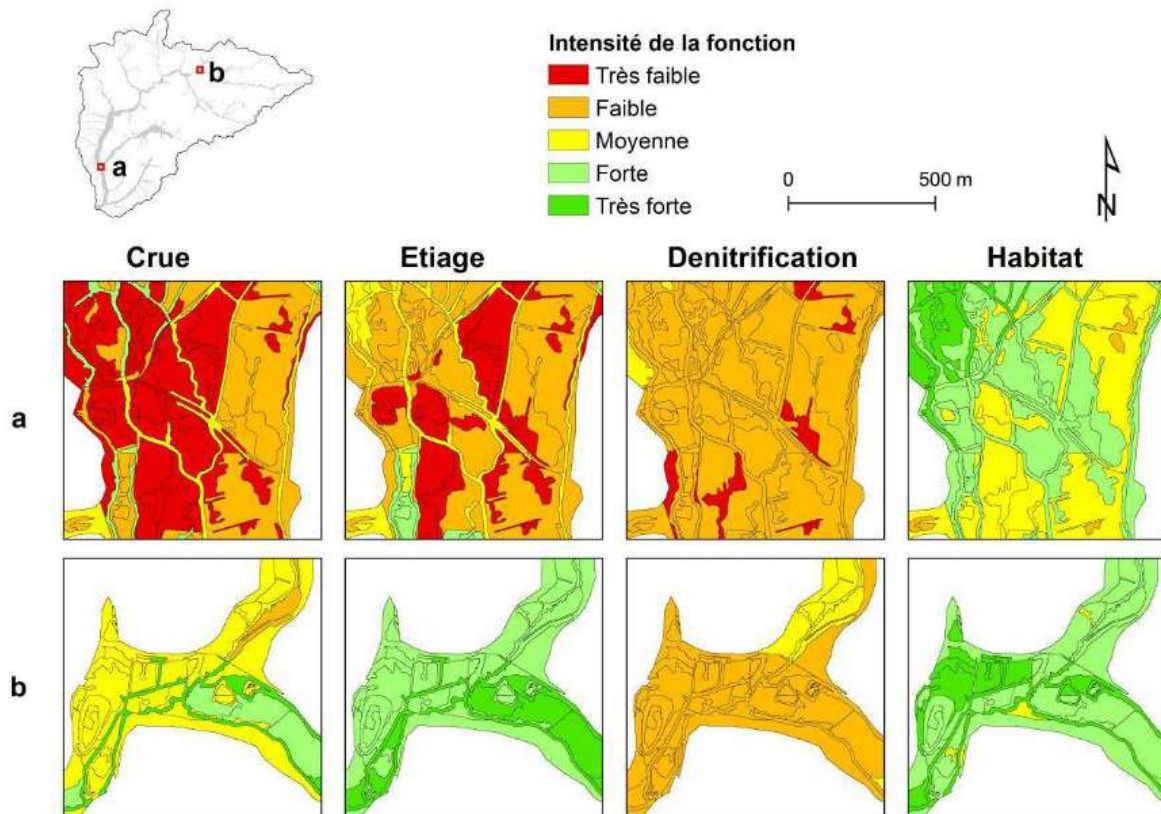 b
a
Intensité de la fonction
Très faible
Faible
Moyenne
Forte
Très forte
0 500 m
N
Crue Etiage Denitrification Habitat
a
b